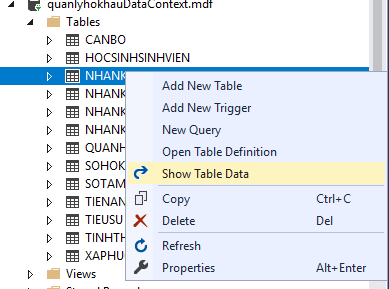 quanlyhokhauDataContext.mdf
Tables
CANBO
HOCSINHSINHVIEN
NHANK
NHANK
NHANK
NHANK
QUANH
SOHOK
SOTAM
TIENAN
TIEUSU
TINHTH
XAPHU
Views
Add New Table
Add New Trigger
New Query
Open Table Definition
Show Table Data
Copy Ctrl+C
Delete Del
Refresh
Properties Alt+Enter